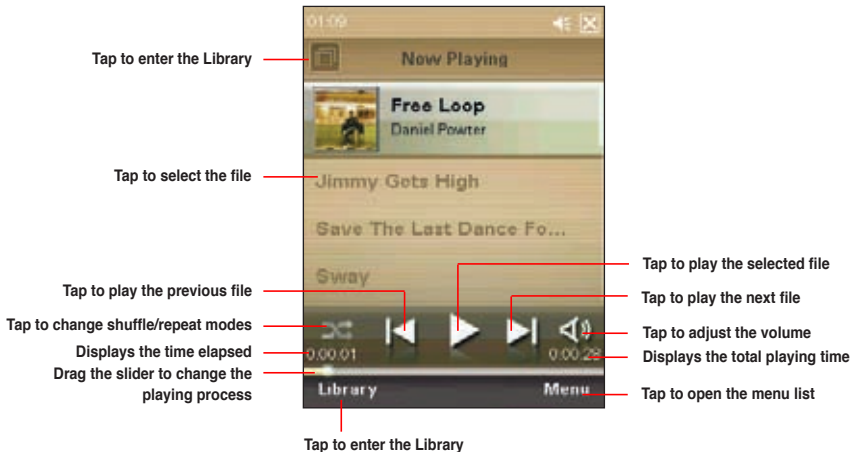 01:09
Tap to enter the Library
Now Playing
Free Loop
Daniel Powter
Tap to select the file
Jimmy Gets High
Save The Last Dance Fo...
Sway
Tap to play the selected file
Tap to play the previous file
Tap to play the next file
Tap to change shuffle/repeat modes
Tap to adjust the volume
Displays the time elapsed
0:00:01
0:00:28
Displays the total playing time
Drag the slider to change the
playing process
Library
Menu
Tap to open the menu list
Tap to enter the Library